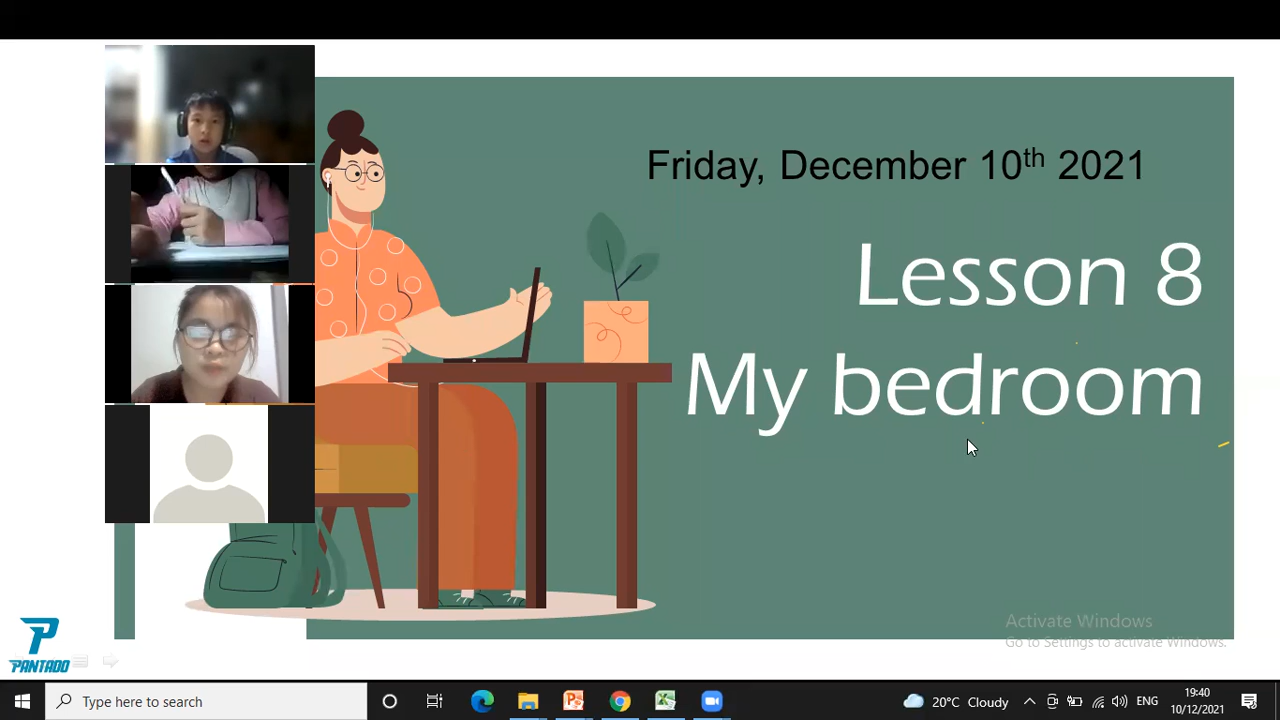 Friday, December 10th 2021
Lesson 8
My bedroom
Activate Windows
Go to Settings to activate Windows.
PANTADO
Type here to search
20°C Cloudy
ENG
19:40
10/12/2021